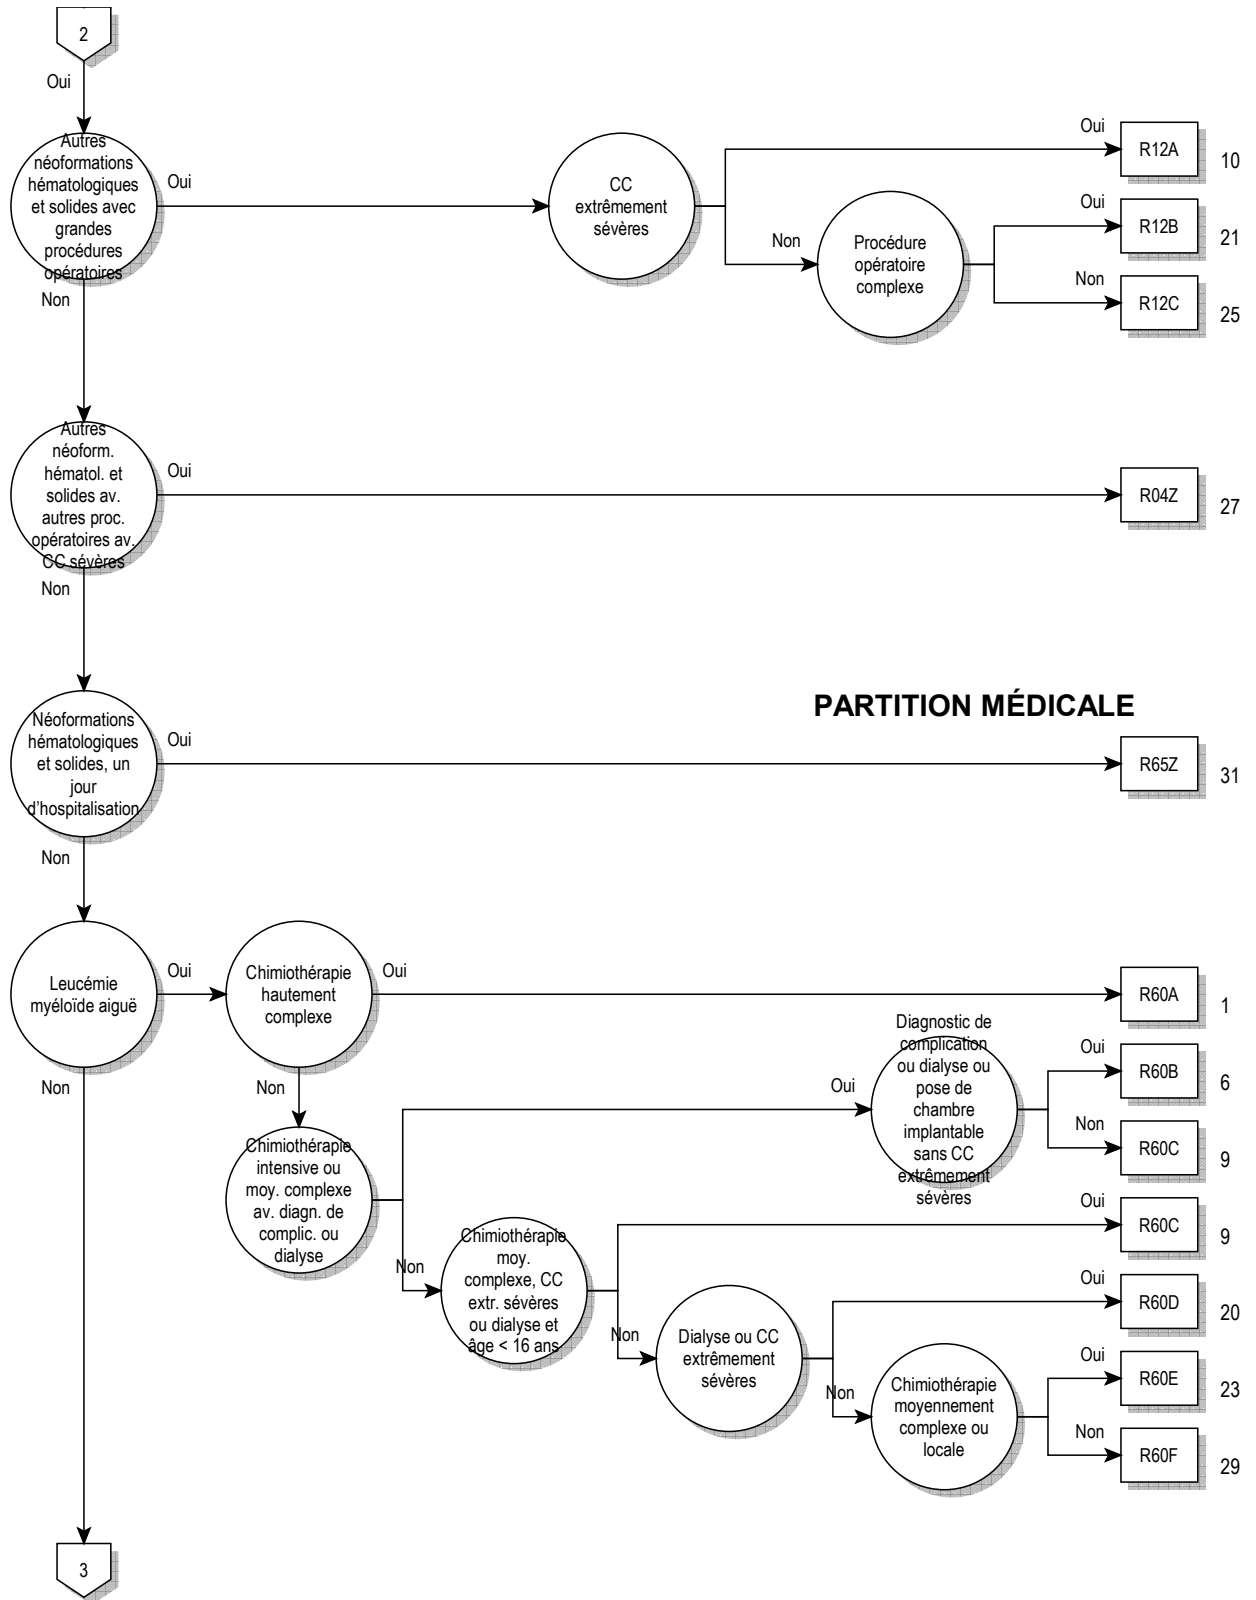 2
Oui
Autres
néoformations
hématologiques
et solides avec
grandes
procédures
opératoires
Oui
Non
CC
extrêmement
sévères
Oui
R12A
10
Non
Procédure
opératoire
complexe
Oui
R12B
21
Non
R12C
25
Autres
néoform.
hématol. et
solides av.
autres proc.
opératoires av.
CC sévères
Oui
R04Z
27
Non
PARTITION MÉDICALE
Néoformations
hématologiques
et solides, un
jour
d'hospitalisation
Oui
R65Z
31
Non
Leucémie
myéloïde aiguë
Oui
Non
Chimiothérapie
hautement
complexe
Oui
R60A
1
Non
Chimiothérapie
intensive ou
moy. complexe
av. diagn. de
complic. ou
dialyse
Oui
Diagnostic de
complication
ou dialyse ou
pose de
chambre
implantable
sans CC
extrêmement
sévères
Oui
R60B
6
Non
R60C
9
Non
Chimiothérapie
moy.
complexe, CC
extr. sévères
ou dialyse et
âge < 16 ans
Oui
R60C
9
Non
Dialyse ou CC
extrêmement
sévères
Oui
R60D
20
Non
Chimiothérapie
moyennement
complexe ou
locale
Oui
R60E
23
Non
R60F
29
3